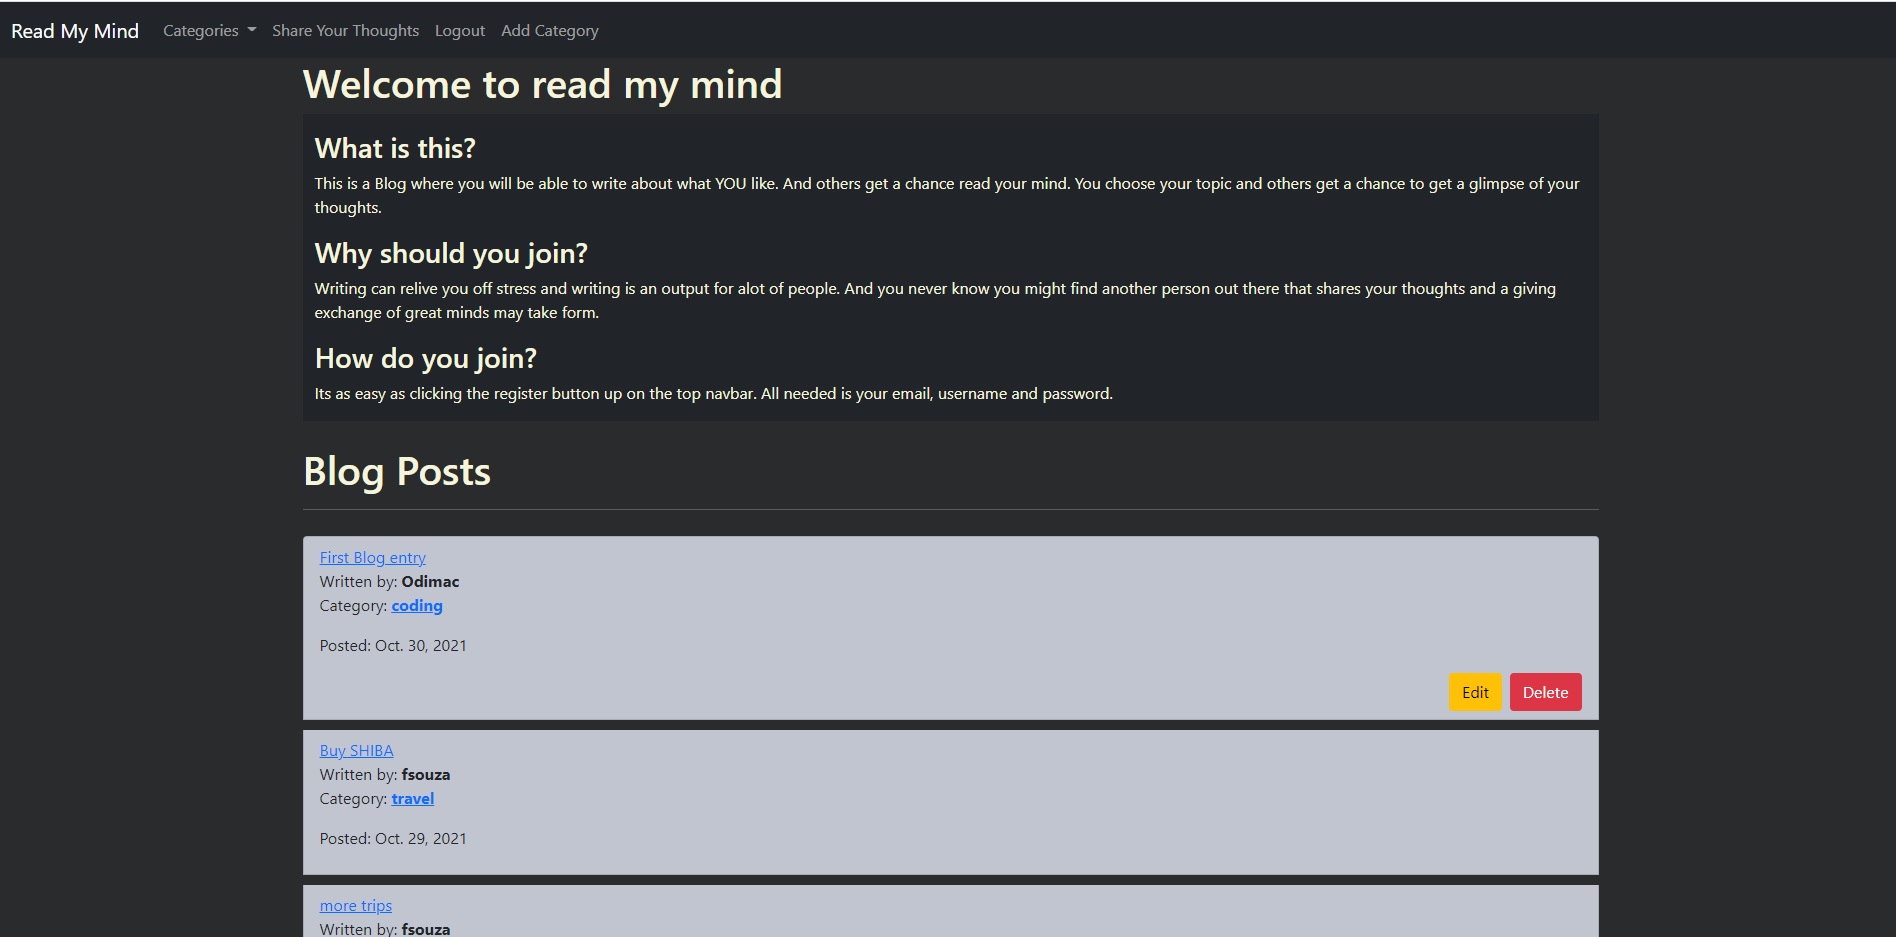 Read My Mind Categories Share Your Thoughts Logout Add Category
Welcome to read my mind
What is this?
This is a Blog where you will be able to write about what YOU like. And others get a chance read your mind. You choose your topic and others get a chance to get a glimpse of your
thoughts.
Why should you join?
Writing can relive you off stress and writing is an output for alot of people. And you never know you might find another person out there that shares your thoughts and a giving
exchange of great minds may take form.
How do you join?
Its as easy as clicking the register button up on the top navbar. All needed is your email, username and password.
Blog Posts
First Blog entry
Written by: Odimac
Category: coding
Posted: Oct. 30, 2021
Edit Delete
Buy SHIBA
Written by: fsouza
Category: travel
Posted: Oct. 29, 2021
more trips
Written by: fsouza